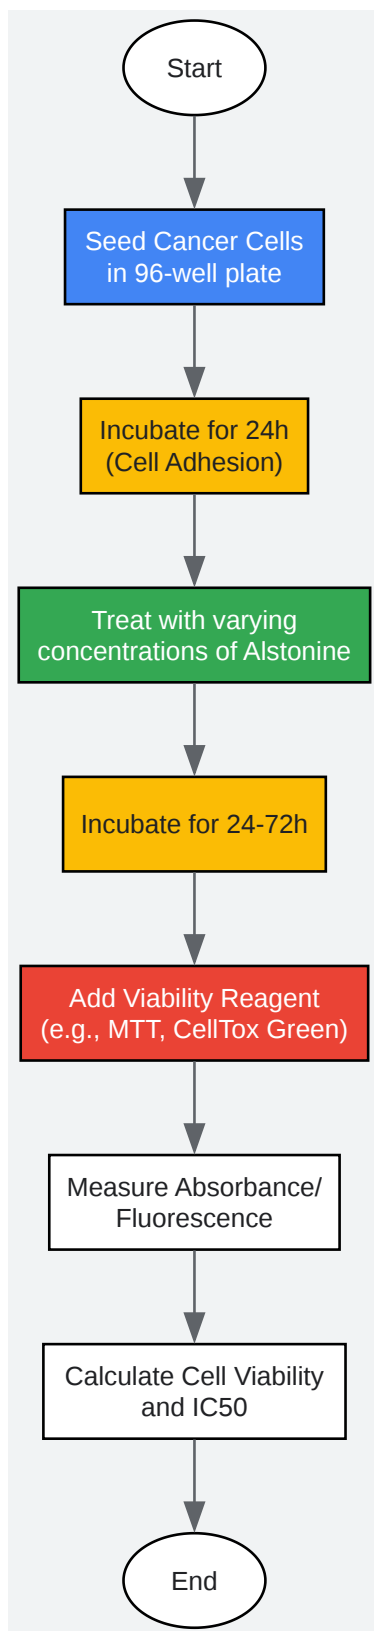 Start
Seed Cancer Cells
in 96-well plate
Incubate for 24h
(Cell Adhesion)
Treat with varying
concentrations of Alstonine
Incubate for 24-72h
Add Viability Reagent
(e.g., MTT, CellTox Green)
Measure Absorbance/
Fluorescence
Calculate Cell Viability
and IC50
End